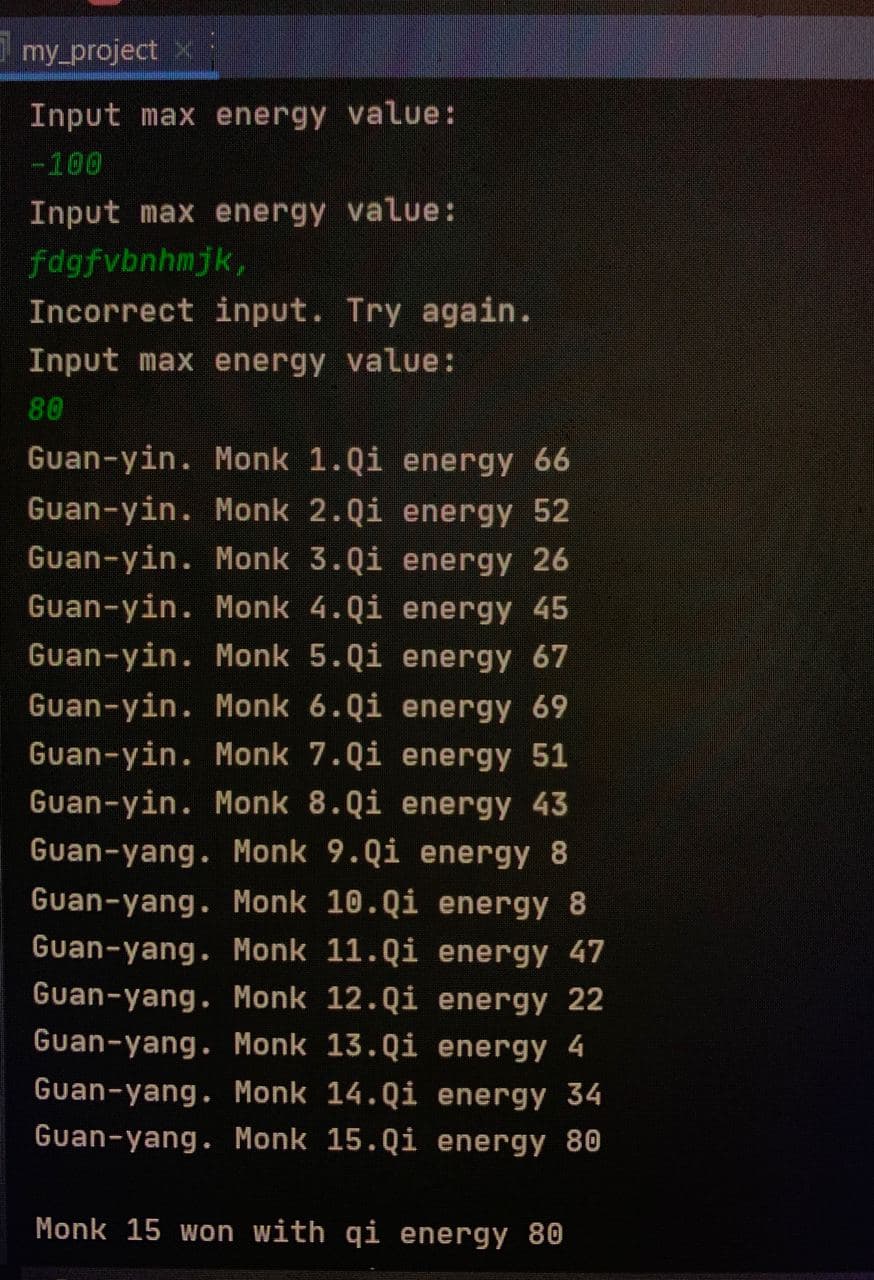 my_project ×
Input max energy value:
-100
Input max energy value:
fdgfvbnhmjk,
Incorrect input. Try again.
Input max energy value:
80
Guan-yin. Monk 1.Qi energy 66
Guan-yin. Monk 2.Qi energy 52
Guan-yin. Monk 3.Qi energy 26
Guan-yin. Monk 4.Qi energy 45
Guan-yin. Monk 5.Qi energy 67
Guan-yin. Monk 6.Qi energy 69
Guan-yin. Monk 7.Qi energy 51
Guan-yin. Monk 8.Qi energy 43
Guan-yang. Monk 9.Qi energy 8
Guan-yang. Monk 10.Qi energy 8
Guan-yang. Monk 11.Qi energy 47
Guan-yang. Monk 12.Qi energy 22
Guan-yang. Monk 13.Qi energy 4
Guan-yang. Monk 14.Qi energy 34
Guan-yang. Monk 15.Qi energy 80
Monk 15 won with qi energy 80